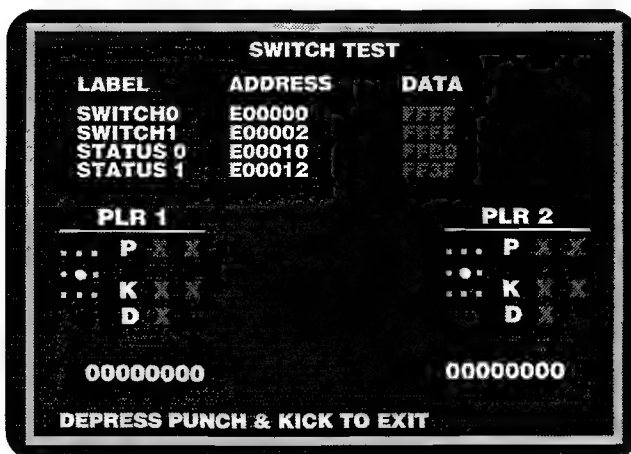 SWITCH TEST
LABEL ADDRESS DATA
SWITCH0 E00000 FFFF
SWITCH1 E00002 FFFF
STATUS 0 E00010
STATUS 1 E00012 FF3F
PLR 1 PLR 2
P X X P X X
K X X K X X
D X D X
00000000 00000000
DEPRESS PUNCH & KICK TO EXIT